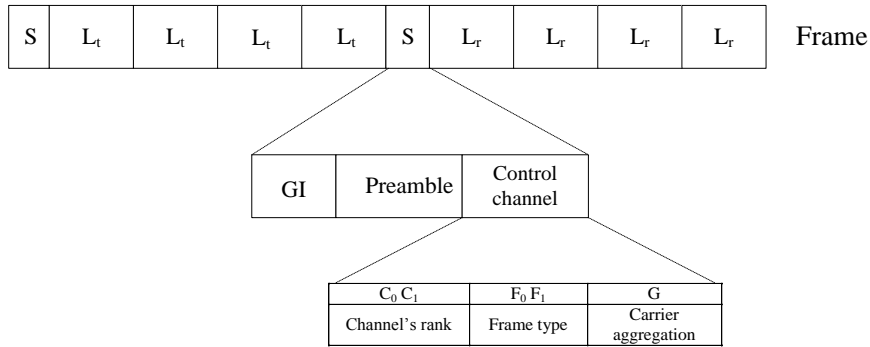 S L_t L_t L_t L_t S L_r L_r L_r L_r Frame
GI Preamble Control
channel
C_0 C_1 F_0 F_1 G
Channel's rank Frame type Carrier
aggregation